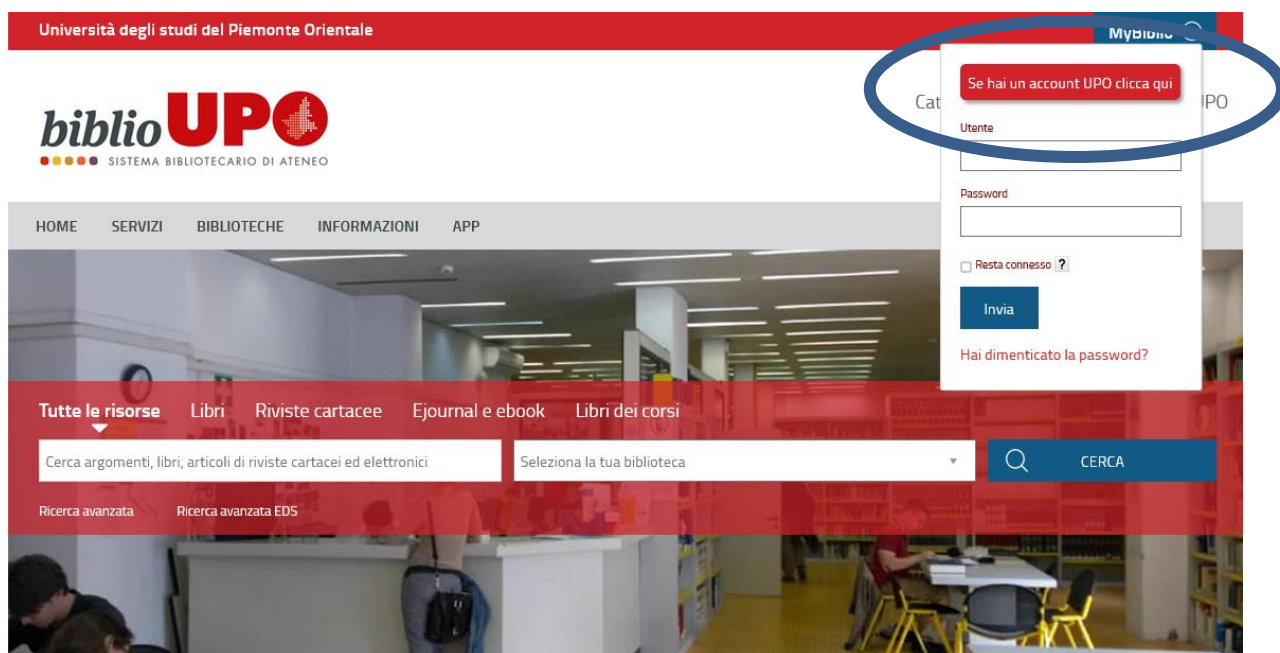 Università degli studi del Piemonte Orientale
MyBiblio
Se hai un account UPO clicca qui
Cat
UPO
biblioUPO
SISTEMA BIBLIOTECARIO DI ATENEO
Utente
Password
HOME SERVIZI BIBLIOTECHE INFORMAZIONI APP
Resta connesso ?
Invia
Hai dimenticato la password?
Tutte le risorse Libri Riviste cartacee Ejournal e ebook Libri dei corsi
Cerca argomenti, libri, articoli di riviste cartacei ed elettronici Seleziona la tua biblioteca CERCA
Ricerca avanzata Ricerca avanzata EDS